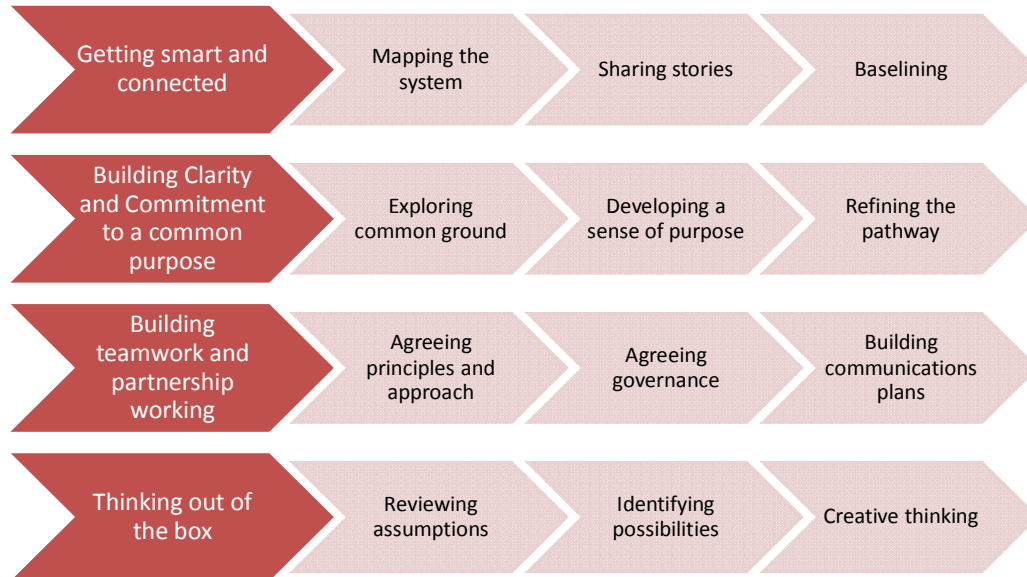 Getting smart and
connected
Mapping the
system
Sharing stories
Baselining
Building Clarity
and Commitment
to a common
purpose
Exploring
common ground
Developing a
sense of purpose
Refining the
pathway
Building
teamwork and
partnership
working
Agreeing
principles and
approach
Agreeing
governance
Building
communications
plans
Thinking out of
the box
Reviewing
assumptions
Identifying
possibilities
Creative thinking